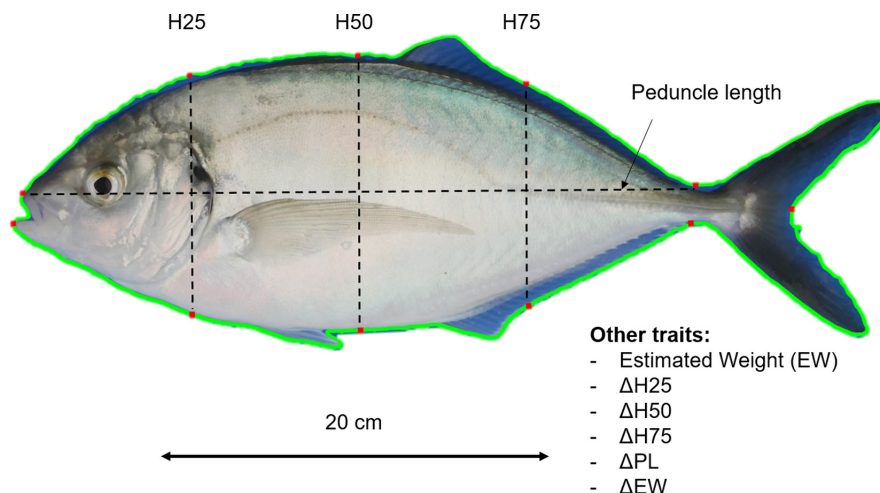 H25 H50 H75
Peduncle length
Other traits:
- Estimated Weight (EW)
- ΔH25
- ΔH50
- ΔH75
- ΔPL
- ΔEW
20 cm